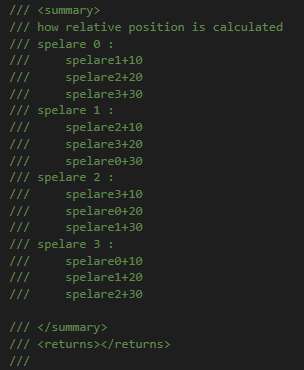 /// <summary>
/// how relative position is calculated
/// spelare 0 :
///     spelare1+10
///     spelare2+20
///     spelare3+30
/// spelare 1 :
///     spelare2+10
///     spelare3+20
///     spelare0+30
/// spelare 2 :
///     spelare3+10
///     spelare0+20
///     spelare1+30
/// spelare 3 :
///     spelare0+10
///     spelare1+20
///     spelare2+30

/// </summary>
/// <returns></returns>
///